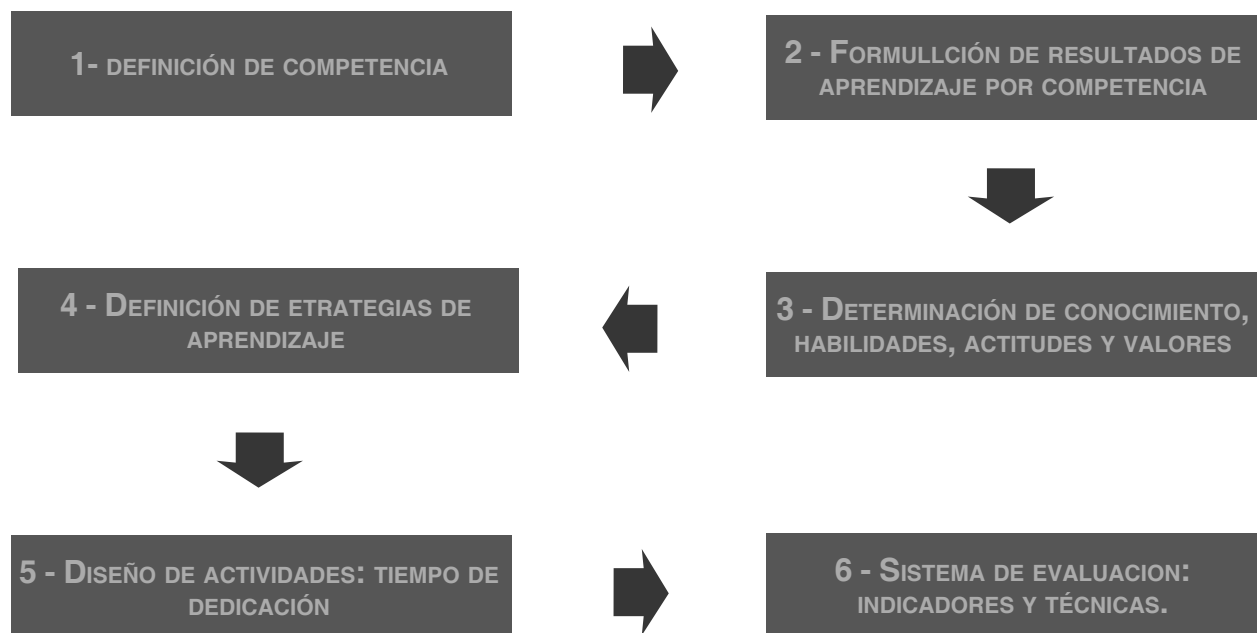 1- DEFINICIÓN DE COMPETENCIA
2 - FORMULLCIÓN DE RESULTADOS DE
APRENDIZAJE POR COMPETENCIA
3 - DETERMINACIÓN DE CONOCIMIENTO,
HABILIDADES, ACTITUDES Y VALORES
4 - DEFINICIÓN DE ETRATEGIAS DE
APRENDIZAJE
5 - DISEÑO DE ACTIVIDADES: TIEMPO DE
DEDICACIÓN
6 - SISTEMA DE EVALUACION:
INDICADORES Y TÉCNICAS.